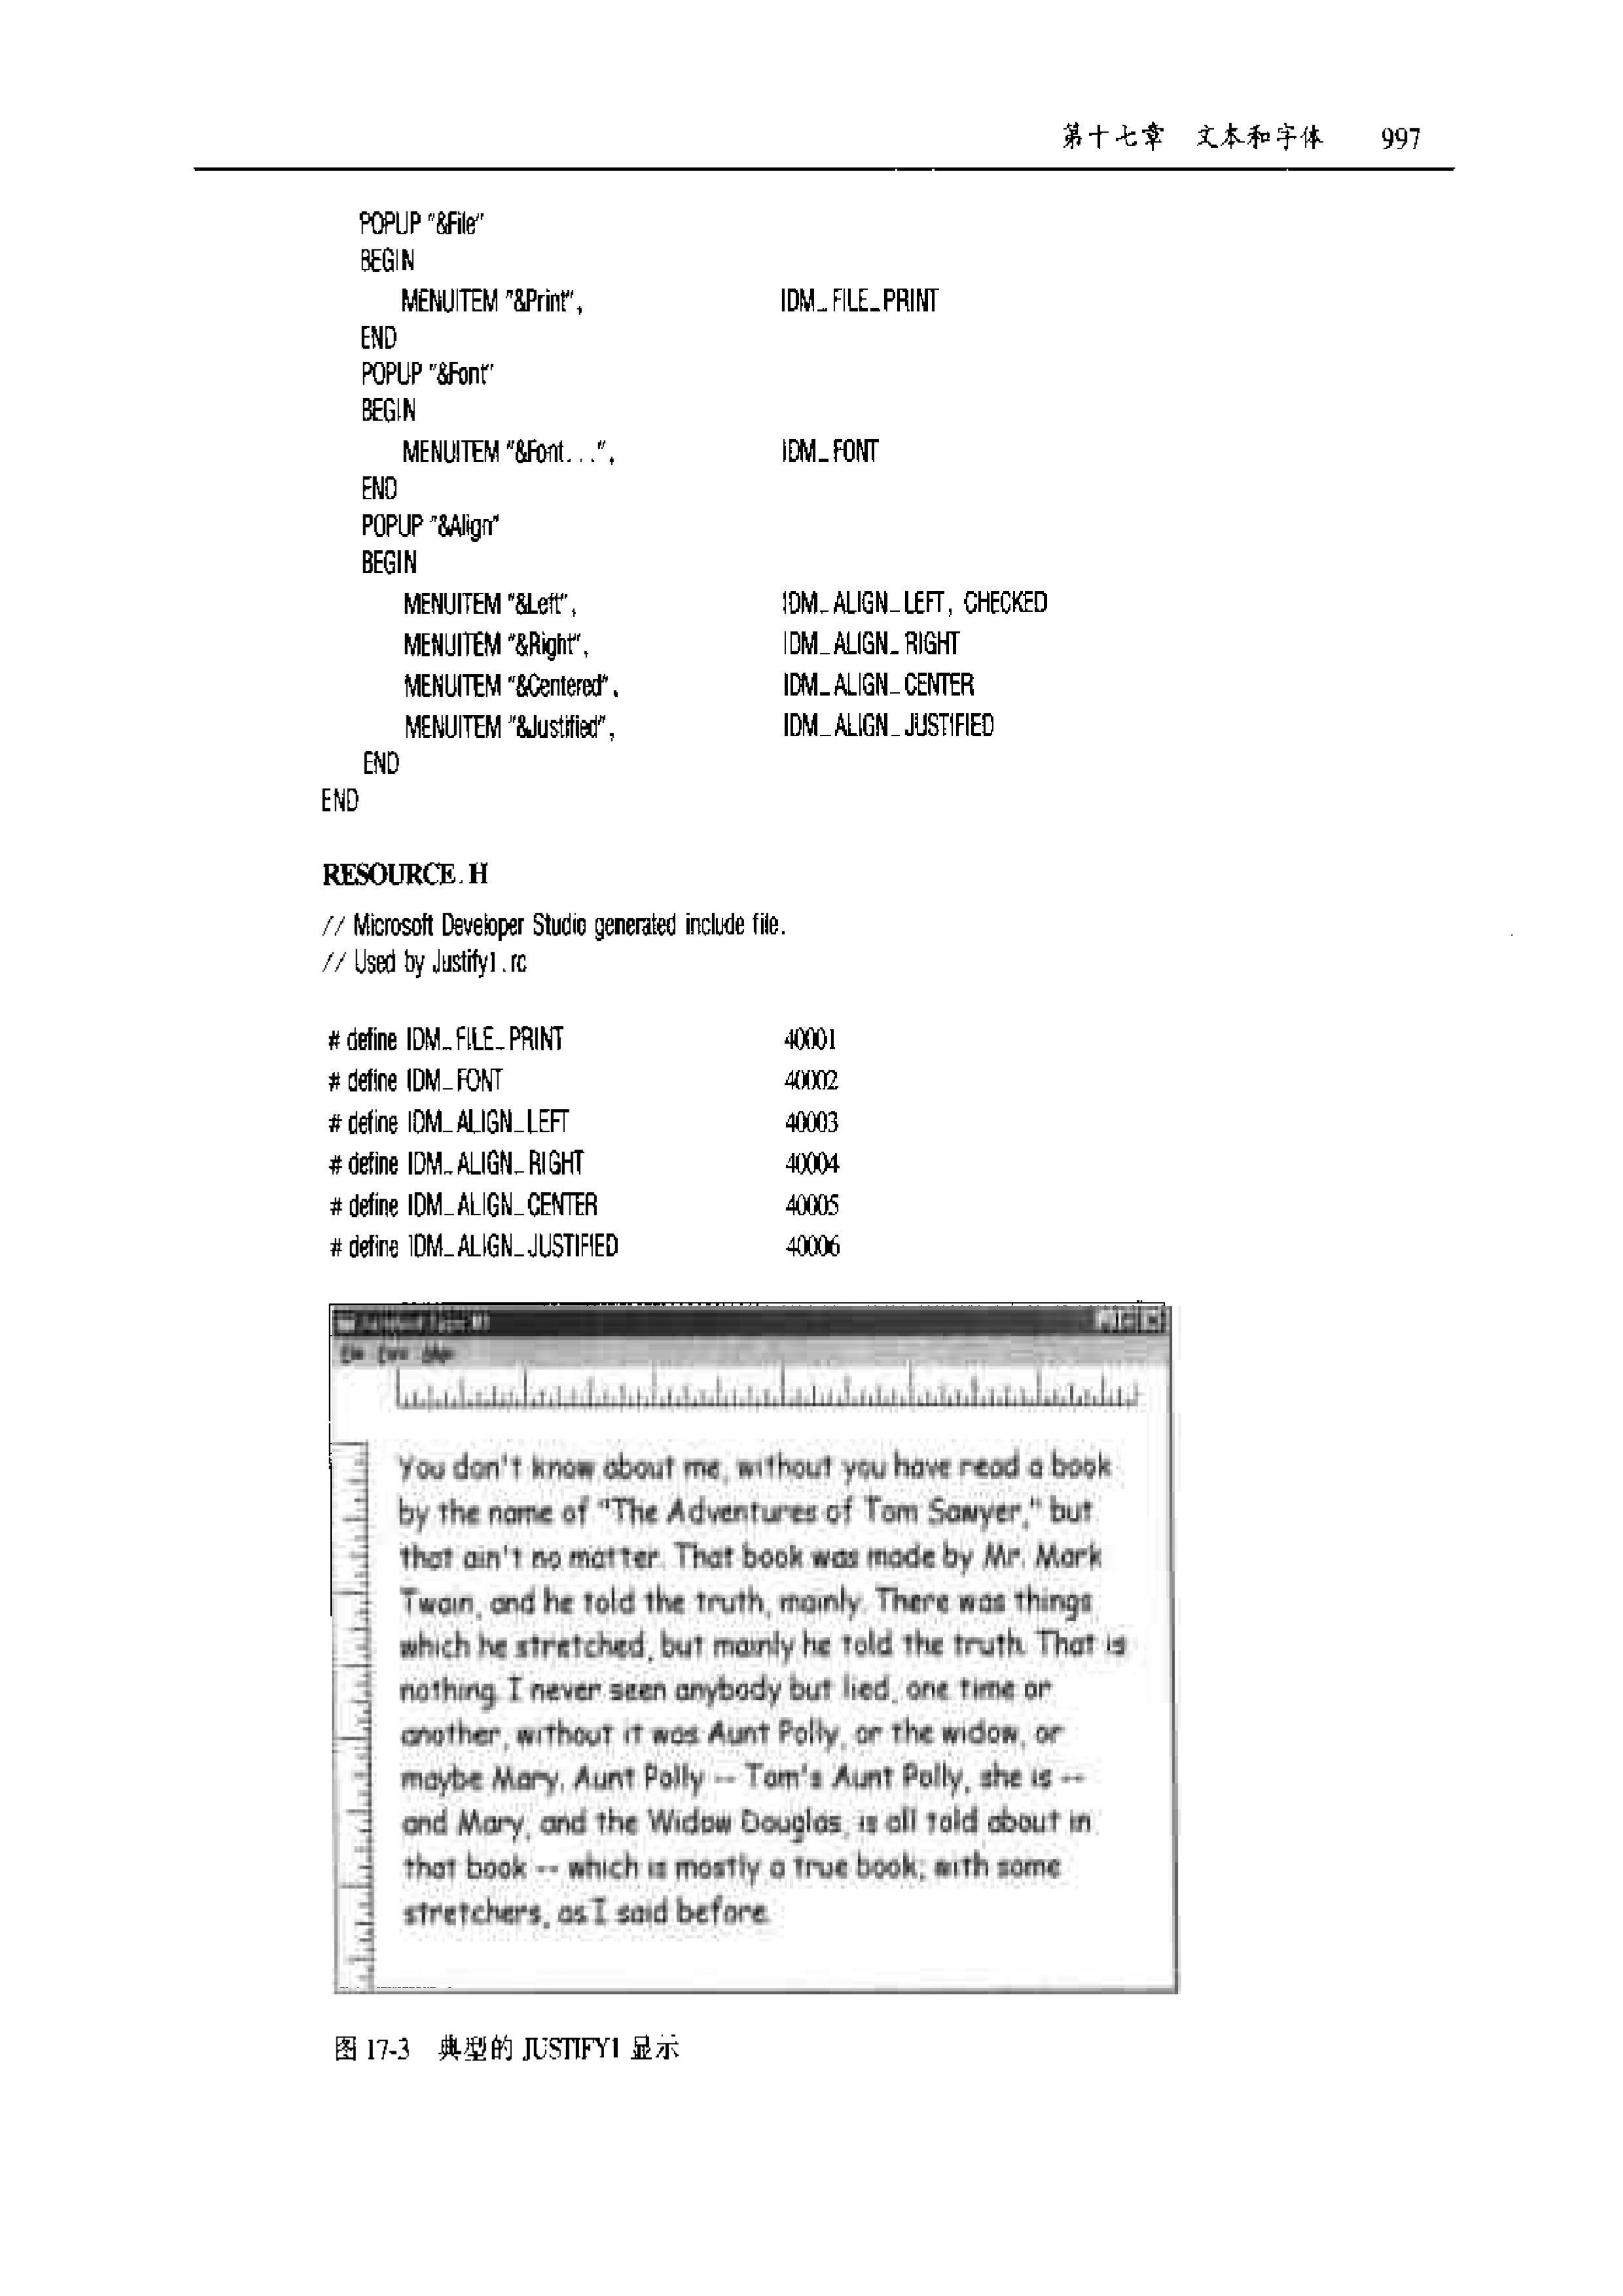 第十七章 文本和字体 997
POPUP "&File"
BEGIN
MENUITEM "&Print", IDM_FILE_PRINT
END
POPUP "&Font"
BEGIN
MENUITEM "&Font...", IDM_FONT
END
POPUP "&Align"
BEGIN
MENUITEM "&Left", IDM_ALIGN_LEFT, CHECKED
MENUITEM "&Right", IDM_ALIGN_RIGHT
MENUITEM "&Centered", IDM_ALIGN_CENTER
MENUITEM "&Justified", IDM_ALIGN_JUSTIFIED
END
END
RESOURCE.H
// Microsoft Developer Studio generated include file.
// Used by Justify1.rc
# define IDM_FILE_PRINT 40001
# define IDM_FONT 40002
# define IDM_ALIGN_LEFT 40003
# define IDM_ALIGN_RIGHT 40004
# define IDM_ALIGN_CENTER 40005
# define IDM_ALIGN_JUSTIFIED 40006
You don't know about me, without you have read a book
by the name of "The Adventures of Tom Sawyer," but
that ain't no matter. That book was made by Mr. Mark
Twain, and he told the truth, mainly. There was things
which he stretched, but mainly he told the truth. That is
nothing. I never seen anybody but lied, one time or
another, without it was Aunt Polly, or the widow, or
maybe Mary. Aunt Polly -- Tom's Aunt Polly, she is --
and Mary, and the Widow Douglas, is all told about in
that book -- which is mostly a true book; with some
stretchers, as I said before.
图 17-3 典型的 JUSTIFY1 显示